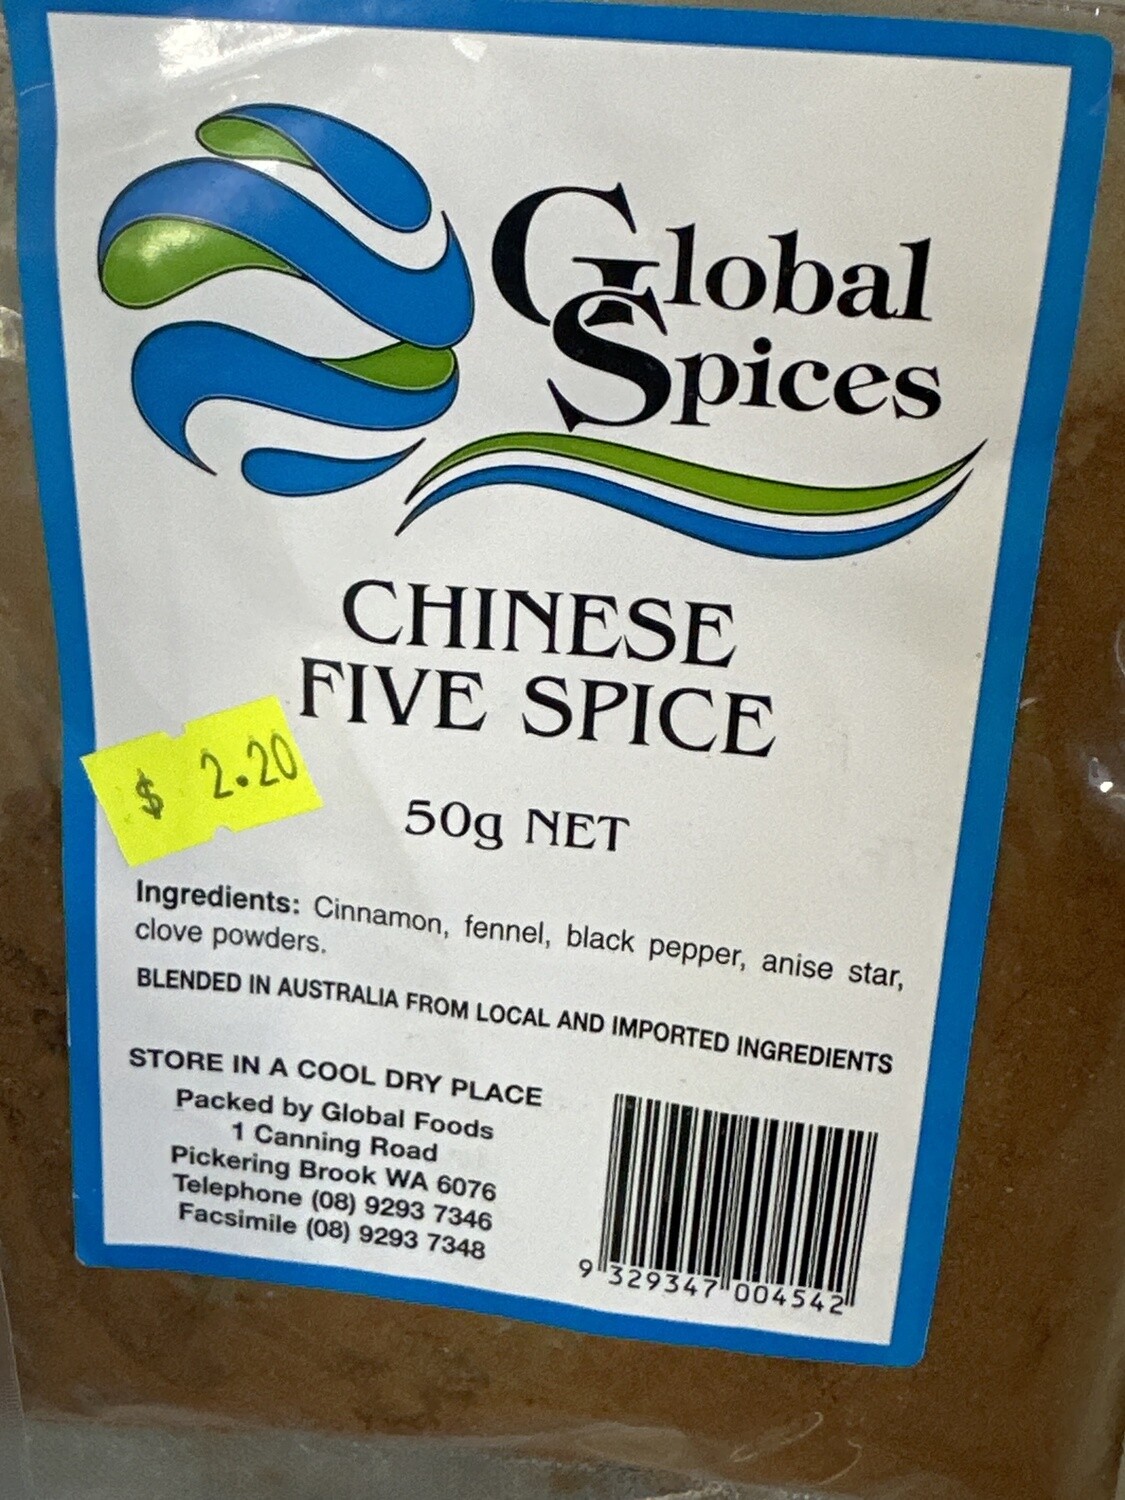 Global
Spices
CHINESE
FIVE SPICE
$ 2.20
50g NET
Ingredients: Cinnamon, fennel, black pepper, anise star,
clove powders.
BLENDED IN AUSTRALIA FROM LOCAL AND IMPORTED INGREDIENTS
STORE IN A COOL DRY PLACE
Packed by Global Foods
1 Canning Road
Pickering Brook WA 6076
Telephone (08) 9293 7346
Facsimile (08) 9293 7348
9 329347 004542